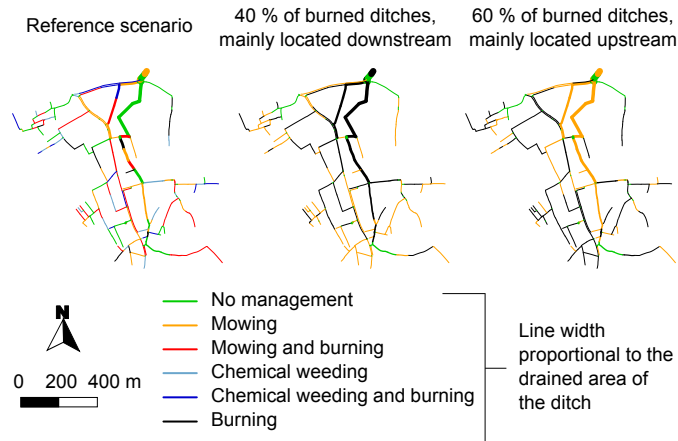 Reference scenario
40 % of burned ditches,
mainly located downstream
60 % of burned ditches,
mainly located upstream
N
0 200 400 m
No management
Mowing
Mowing and burning
Chemical weeding
Chemical weeding and burning
Burning
Line width
proportional to the
drained area of
the ditch